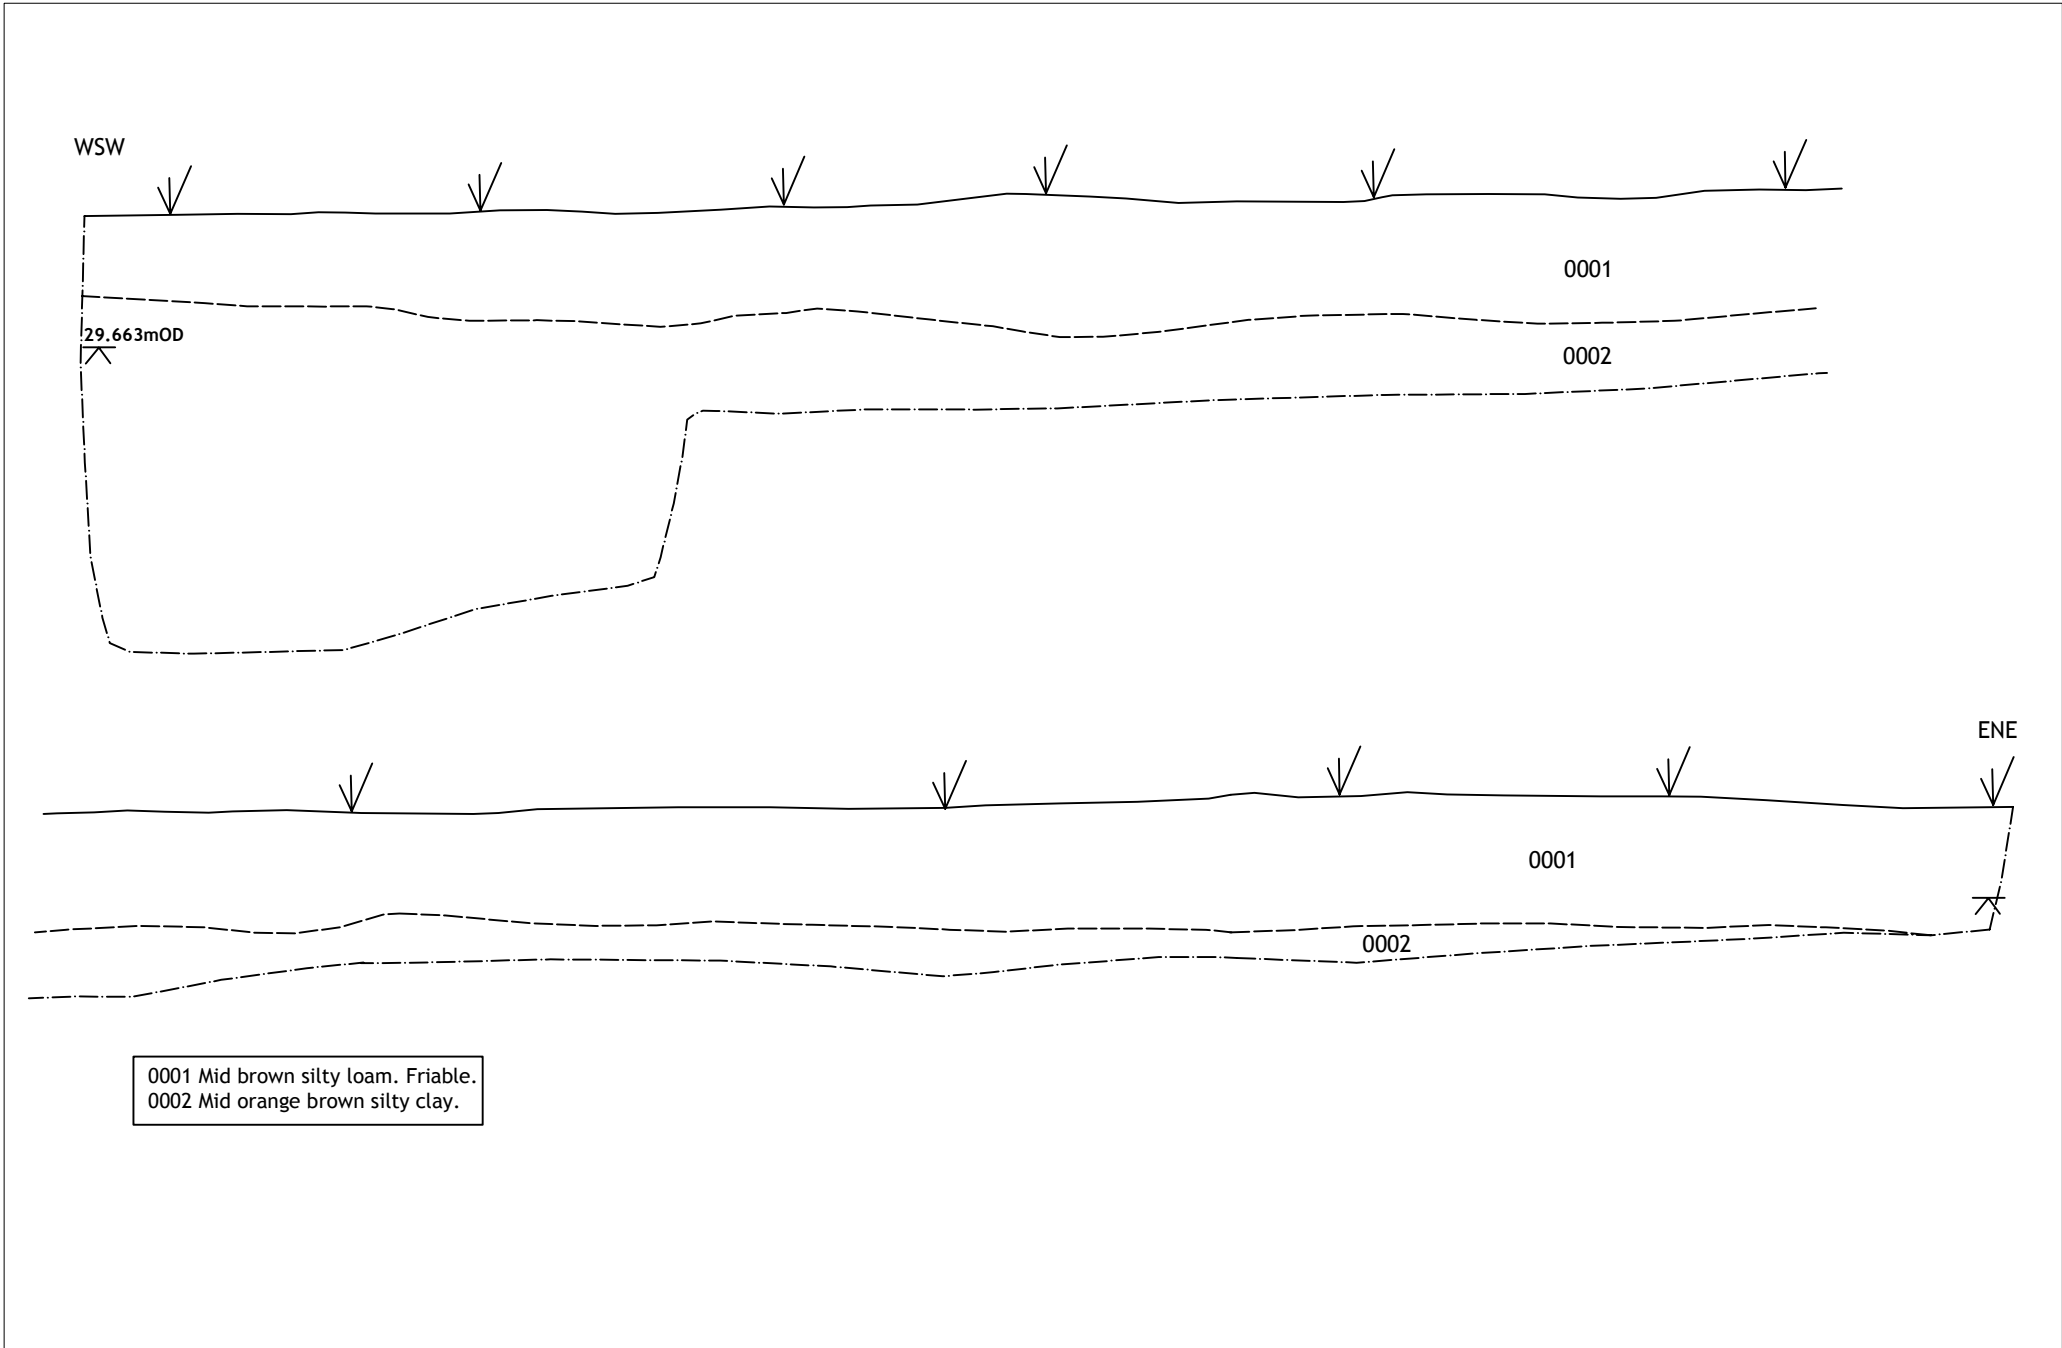 WSW
0001
29.663mOD
0002
ENE
0001
0002
0001 Mid brown silty loam. Friable.
0002 Mid orange brown silty clay.